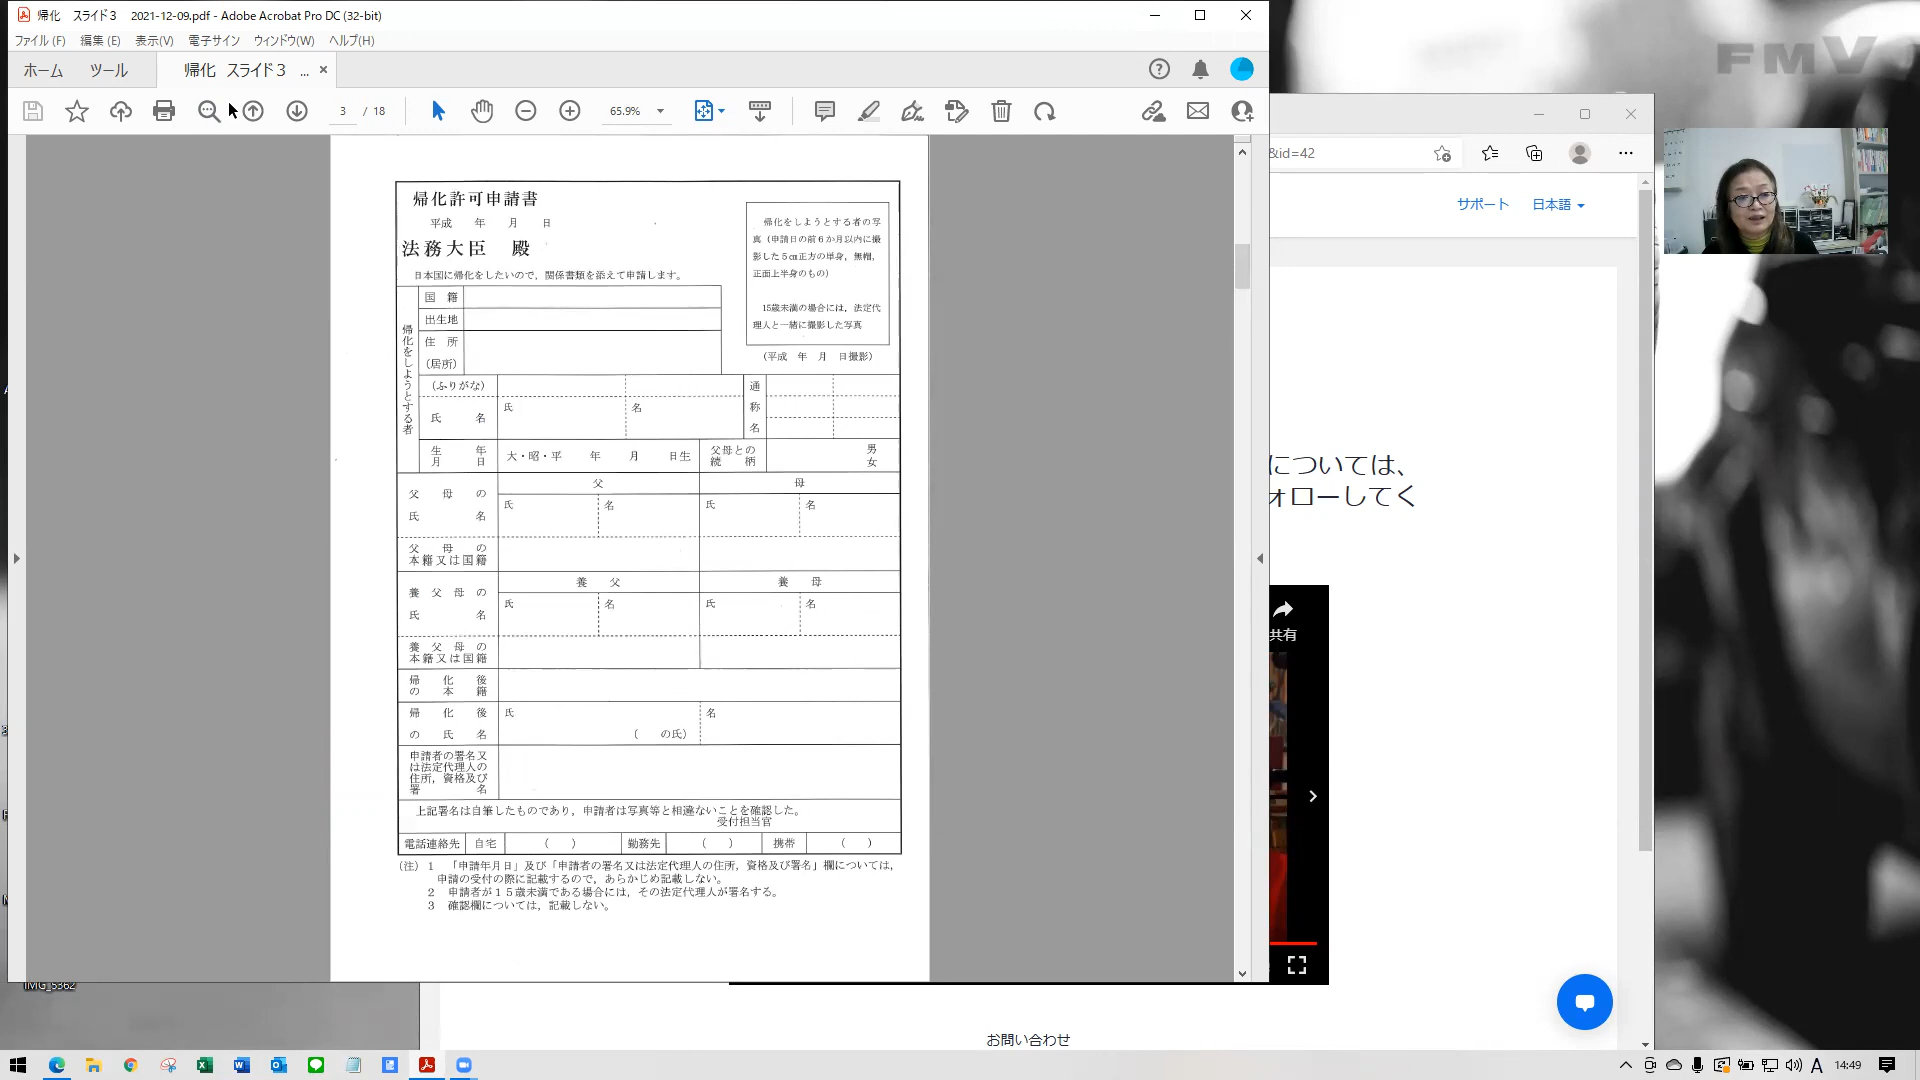 帰化　スライド３　2021-12-09.pdf - Adobe Acrobat Pro DC (32-bit)
ファイル(F) 編集(E) 表示(V) 電子サイン ウィンドウ(W) ヘルプ(H)
ホーム ツール 帰化 スライド３ ... ×
3 / 18 65.9%
FMV
&id=42
サポート 日本語
帰化許可申請書
平成 年 月 日
法務大臣 殿
日本国に帰化をしたいので，関係書類を添えて申請します。
帰化をしようとする者の写
真（申請日の前６か月以内に撮
影した５㎝正方の単身，無帽，
正面上半身のもの）
15歳未満の場合には，法定代
理人と一緒に撮影した写真
（平成 年 月 日撮影）
帰化をしようとする者
国籍
出生地
住所
（居所）
（ふりがな）
氏名 氏 名
通称名
生年月日 大・昭・平 年 月 日生
父母との続柄 男
女
父母の氏名
父 母
氏 名 氏 名
父母の
本籍又は国籍
養父母の氏名
養父 養母
氏 名 氏 名
養父母の
本籍又は国籍
帰化後
の本籍
帰化後
の氏名
氏 名
（ の氏）
申請者の署名又
は法定代理人の
住所，資格及び
署名
上記署名は自筆したものであり，申請者は写真等と相違ないことを確認した。
受付担当官
電話連絡先 自宅 （ ） 勤務先 （ ） 携帯 （ ）
（注）１ 「申請年月日」及び「申請者の署名又は法定代理人の住所，資格及び署名」欄については，
申請の受付の際に記載するので，あらかじめ記載しない。
２ 申請者が１５歳未満である場合には，その法定代理人が署名する。
３ 確認欄については，記載しない。
については、
ォローしてく
共有
お問い合わせ
IMG_5362
A 14:49